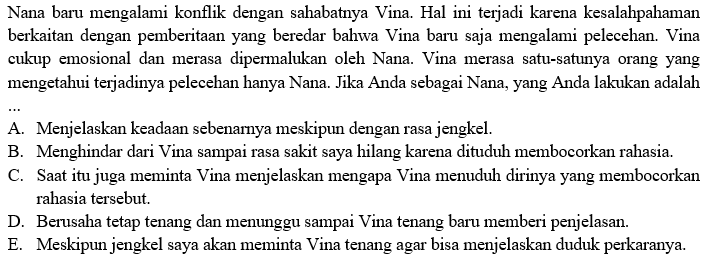 Nana baru mengalami konflik dengan sahabatnya Vina. Hal ini terjadi karena kesalahpahaman
berkaitan dengan pemberitaan yang beredar bahwa Vina baru saja mengalami pelecehan. Vina
cukup emosional dan merasa dipermalukan oleh Nana. Vina merasa satu-satunya orang yang
mengetahui terjadinya pelecehan hanya Nana. Jika Anda sebagai Nana, yang Anda lakukan adalah
...
A. Menjelaskan keadaan sebenarnya meskipun dengan rasa jengkel.
B. Menghindar dari Vina sampai rasa sakit saya hilang karena dituduh membocorkan rahasia.
C. Saat itu juga meminta Vina menjelaskan mengapa Vina menuduh dirinya yang membocorkan
rahasia tersebut.
D. Berusaha tetap tenang dan menunggu sampai Vina tenang baru memberi penjelasan.
E. Meskipun jengkel saya akan meminta Vina tenang agar bisa menjelaskan duduk perkaranya.